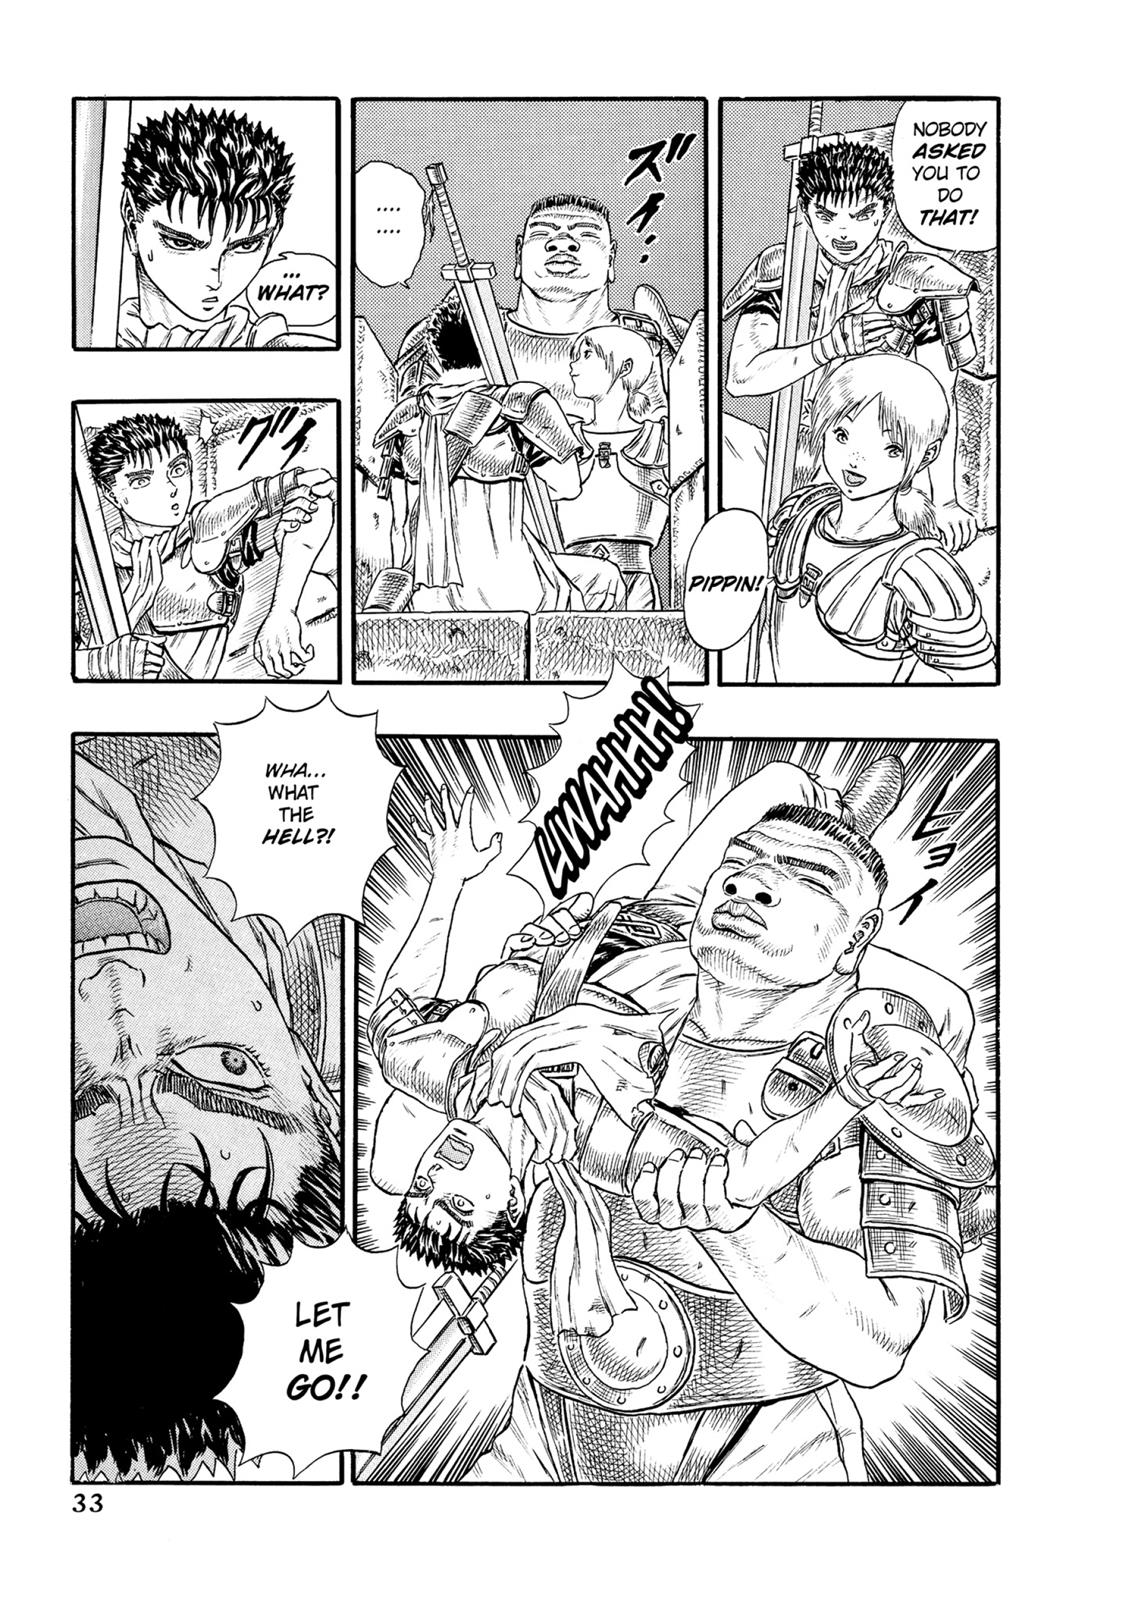 NOBODY
ASKED
YOU TO
DO
THAT!
PIPPIN!
ズ
イ.
....
....
...
WHAT?
グイ
UWAHHH!
ヒョイ
WHA...
WHAT
THE
HELL?!
LET
ME
GO!!
33